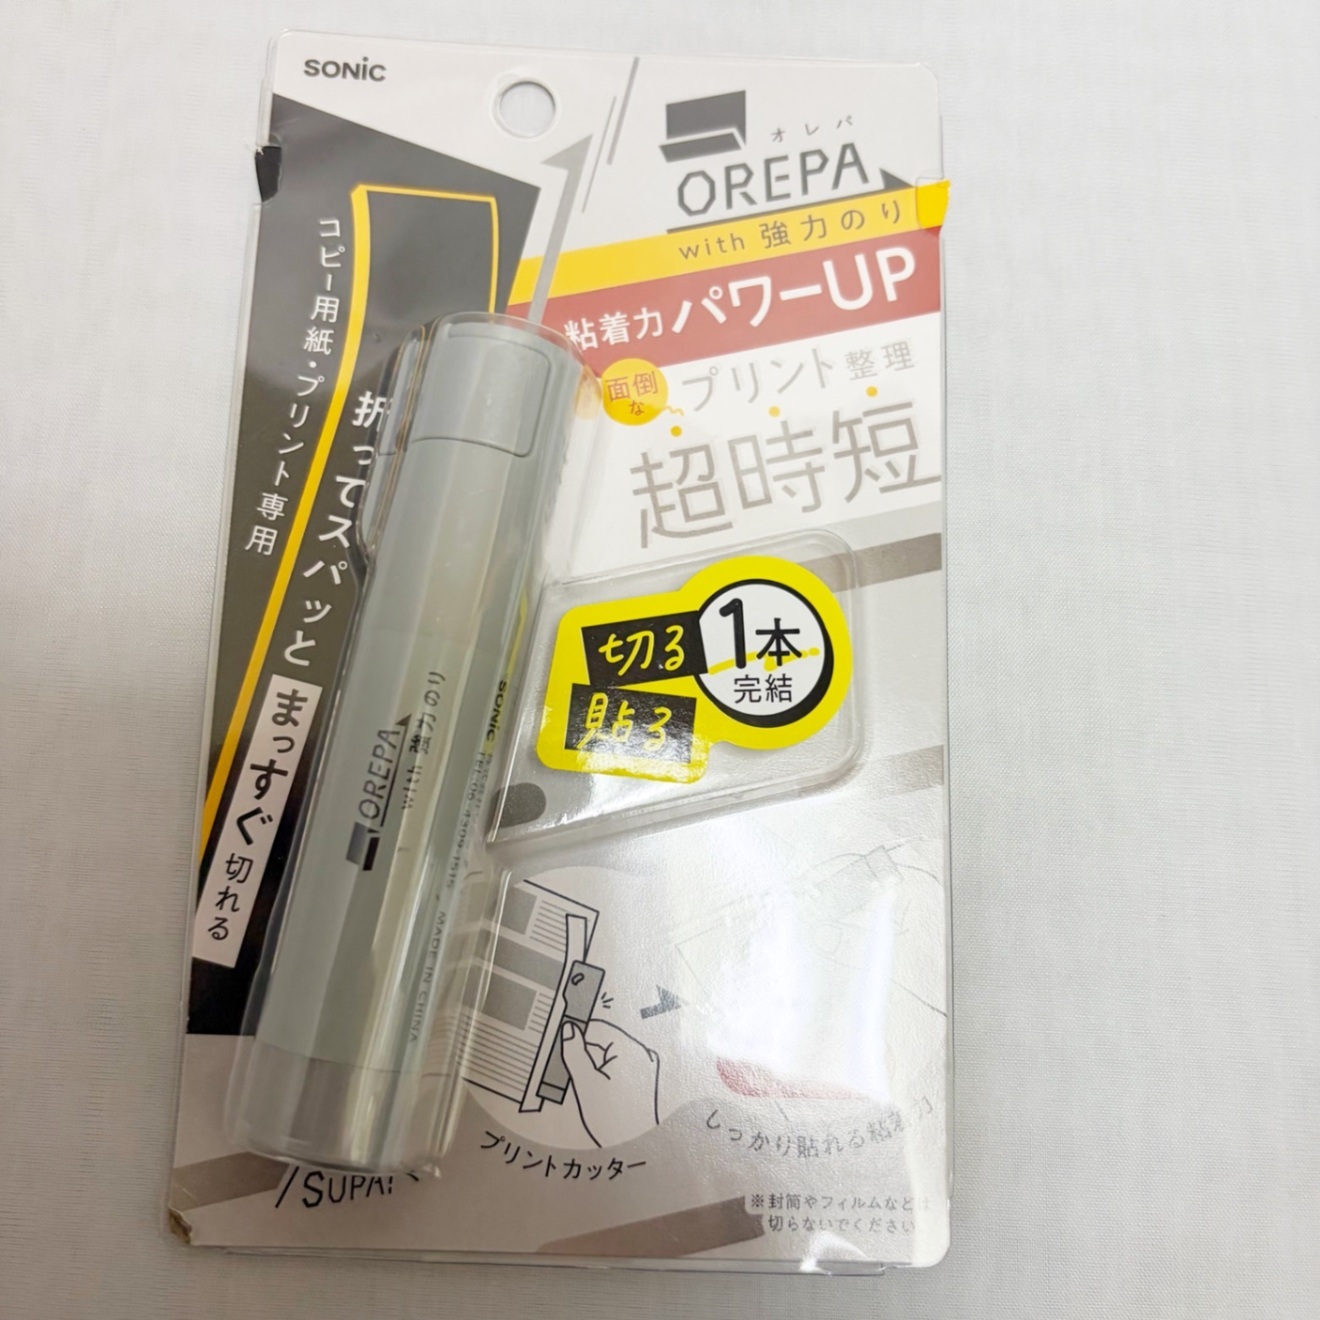 SONiC
オレパ
OREPA
with 強力のり
粘着力パワーUP
面倒な
プリント整理
超時短
コピー用紙・プリント専用
折ってスパッと
まっすぐ切れる
切る
貼る
1本
完結
OREPA
with 強力のり
SONiC
MADE IN CHINA
プリントカッター
しっかり貼れる粘着力
※封筒やフィルムなどは
切らないでください